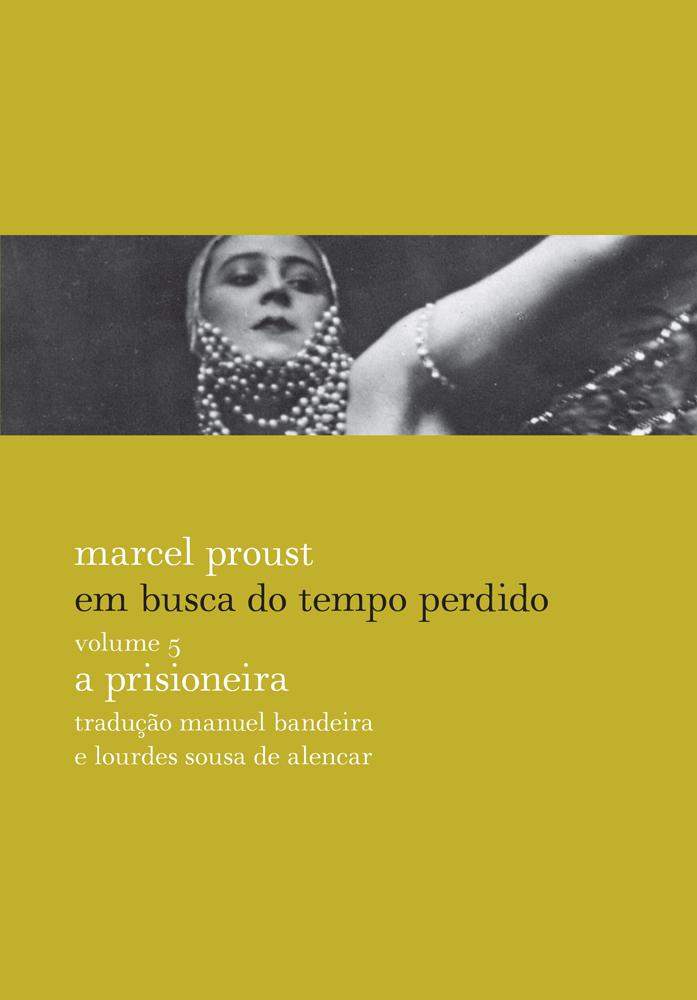 marcel proust
em busca do tempo perdido
volume 5
a prisioneira
tradução manuel bandeira
e lourdes sousa de alencar